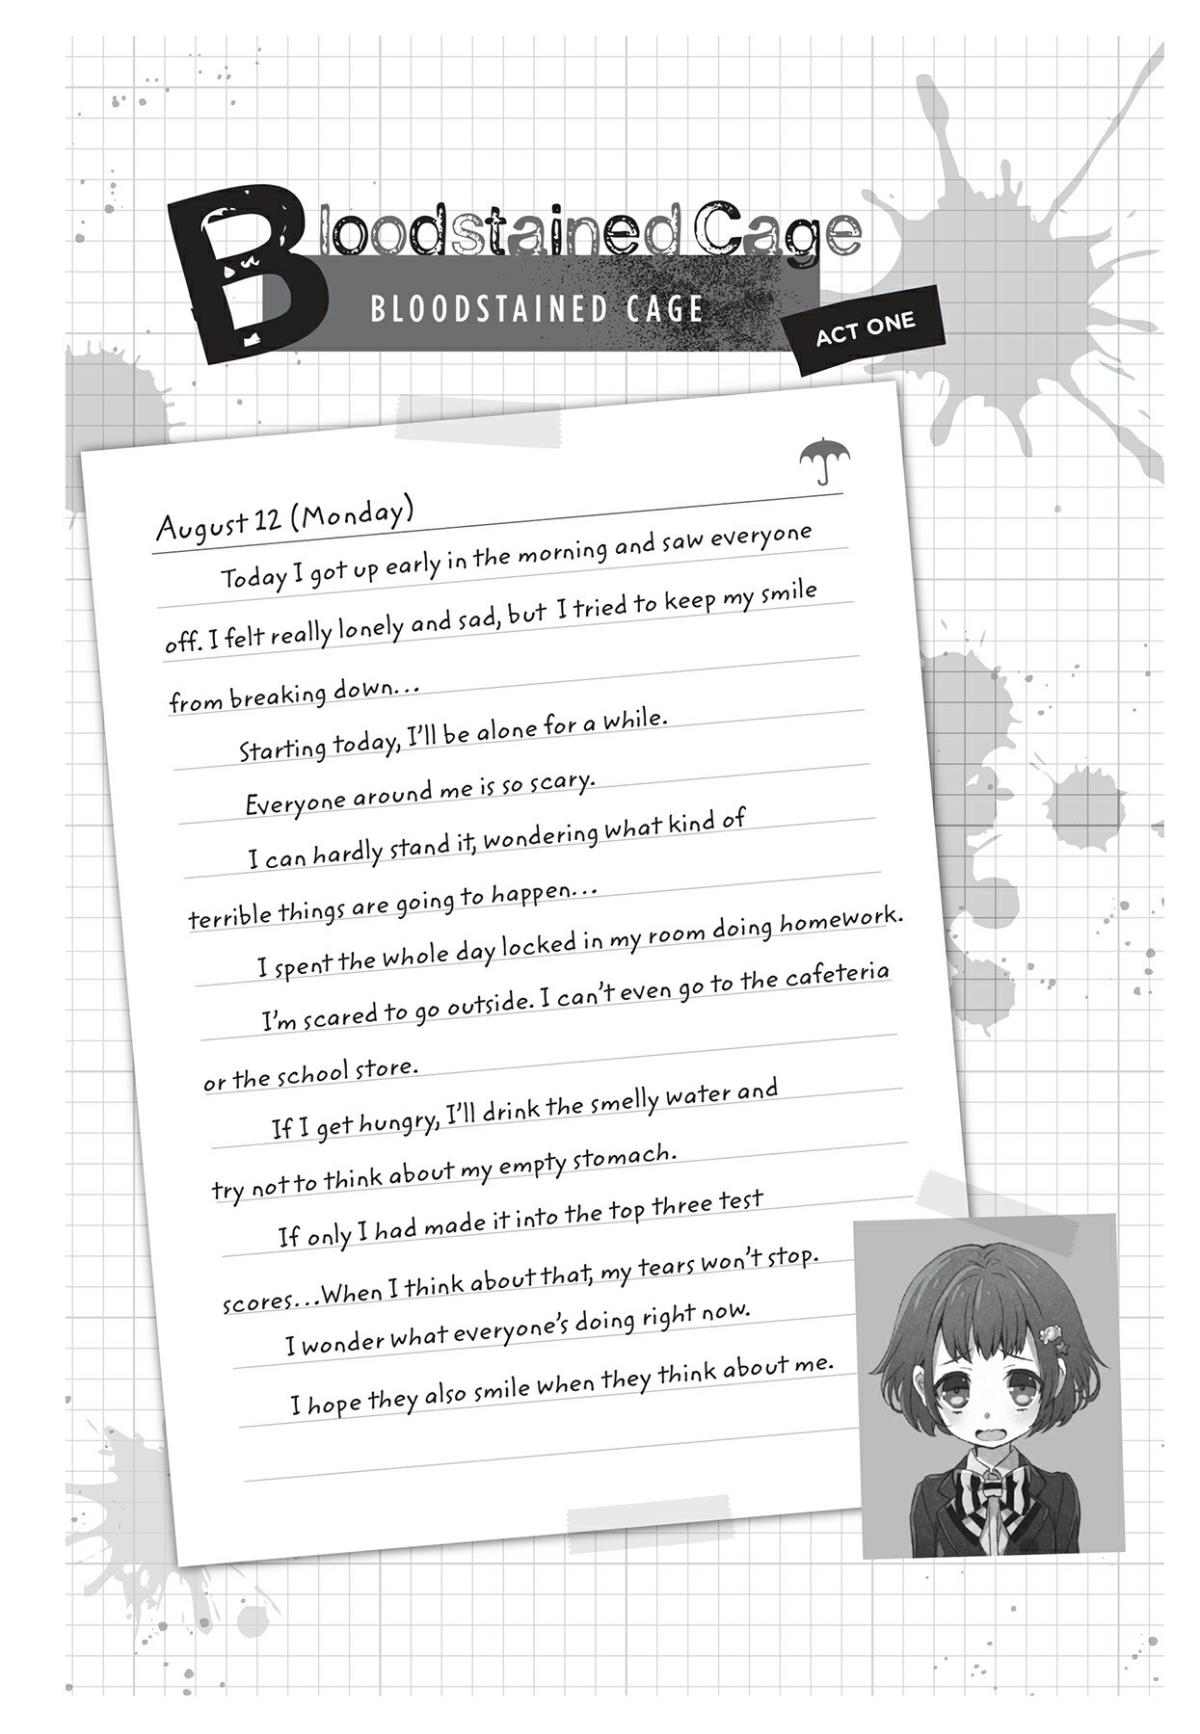 Bloodstained Cage
BLOODSTAINED CAGE
ACT ONE
August 12 (Monday)
Today I got up early in the morning and saw everyone
off. I felt really lonely and sad, but I tried to keep my smile
from breaking down...
Starting today, I'll be alone for a while.
Everyone around me is so scary.
I can hardly stand it, wondering what kind of
terrible things are going to happen...
I spent the whole day locked in my room doing homework.
I'm scared to go outside. I can't even go to the cafeteria
or the school store.
If I get hungry, I'll drink the smelly water and
try not to think about my empty stomach.
If only I had made it into the top three test
scores...When I think about that, my tears won't stop.
I wonder what everyone's doing right now.
I hope they also smile when they think about me.